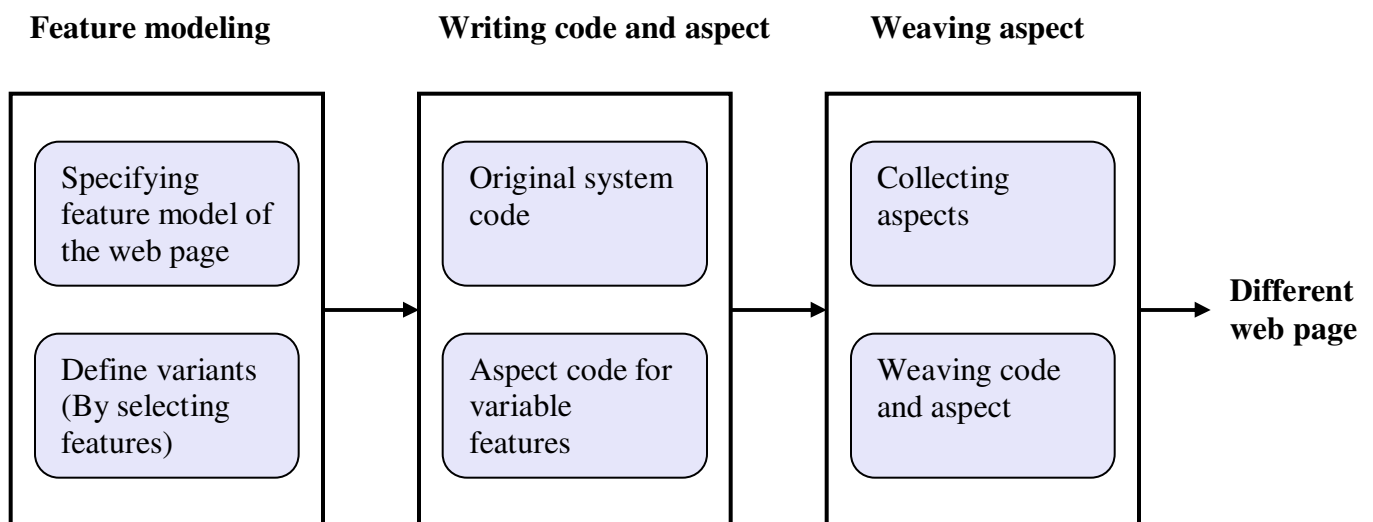 Feature modeling
Writing code and aspect
Weaving aspect
Specifying
feature model of
the web page
Define variants
(By selecting
features)
Original system
code
Aspect code for
variable
features
Collecting
aspects
Weaving code
and aspect
Different
web page